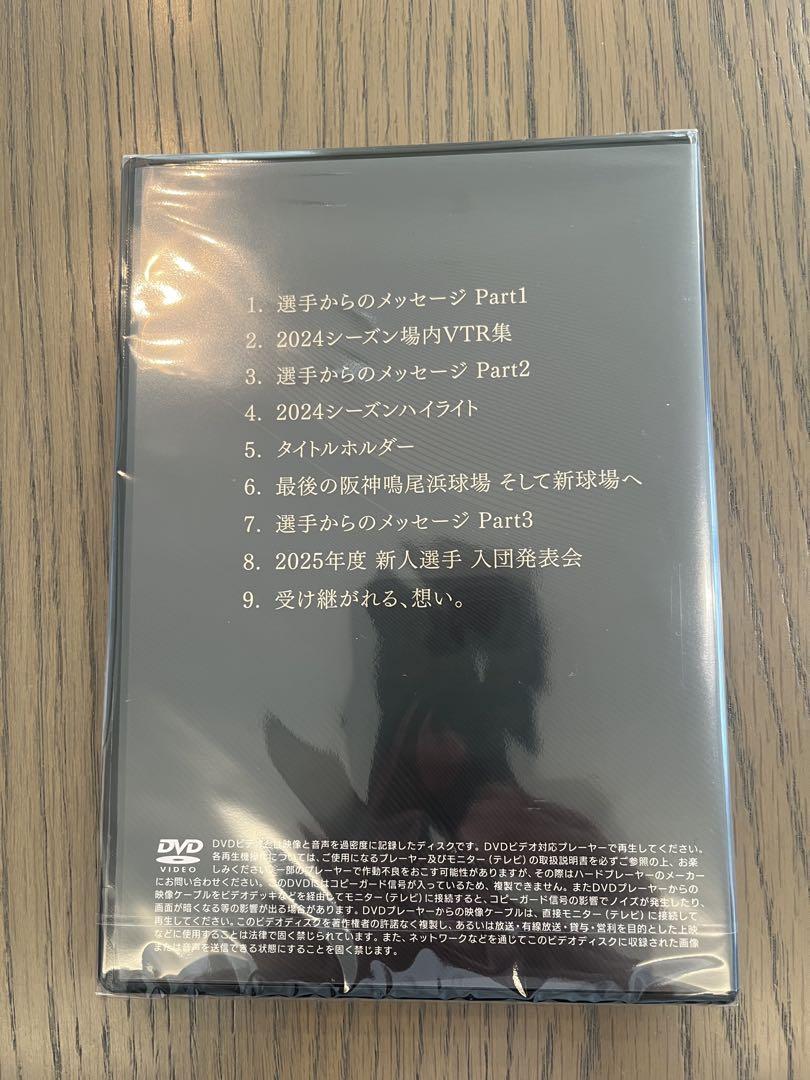 1. 選手からのメッセージ Part1
2. 2024シーズン場内VTR集
3. 選手からのメッセージ Part2
4. 2024シーズンハイライト
5. タイトルホルダー
6. 最後の阪神鳴尾浜球場 そして新球場へ
7. 選手からのメッセージ Part3
8. 2025年度 新人選手 入団発表会
9. 受け継がれる、想い。
DVD
VIDEO
DVDビデオは映像と音声を過密度に記録したディスクです。DVDビデオ対応プレーヤーで再生してください。
各再生機操作については、ご使用になるプレーヤー及びモニター(テレビ)の取扱説明書を必ずご参照の上、お楽
しみください。一部のプレーヤーで作動不良をおこす可能性がありますが、その際はハードプレーヤーのメーカー
にお問い合わせください。このDVDにはコピーガード信号が入っているため、複製できません。またDVDプレーヤーからの
映像ケーブルをビデオデッキなどを経由してモニター(テレビ)に接続すると、コピーガード信号の影響でノイズが発生したり、
画面が暗くなる等の影響が出る場合があります。DVDプレーヤーからの映像ケーブルは、直接モニター(テレビ)に接続して
再生してください。このビデオディスクを著作権者の許諾なく複製し、あるいは放送・有線放送・貸与・営利を目的とした上映
などに使用することは法律で固く禁じられています。また、ネットワークなどを通じてこのビデオディスクに収録された画像
または音声を送信できる状態にすることを固く禁じます。